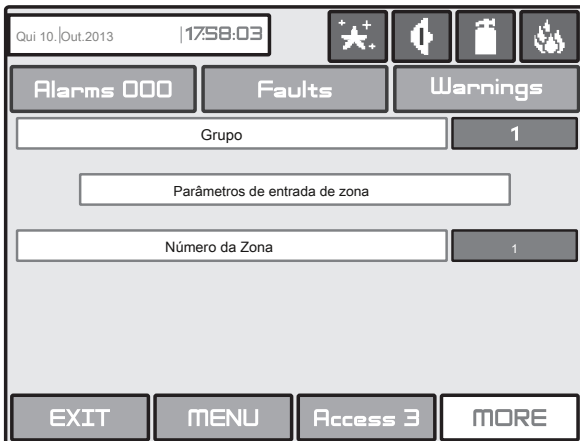 Qui 10. Out.2013 17:58:03
Alarms 000 Faults Warnings
Grupo 1
Parâmetros de entrada de zona
Número da Zona 1
EXIT MENU Access 3 MORE